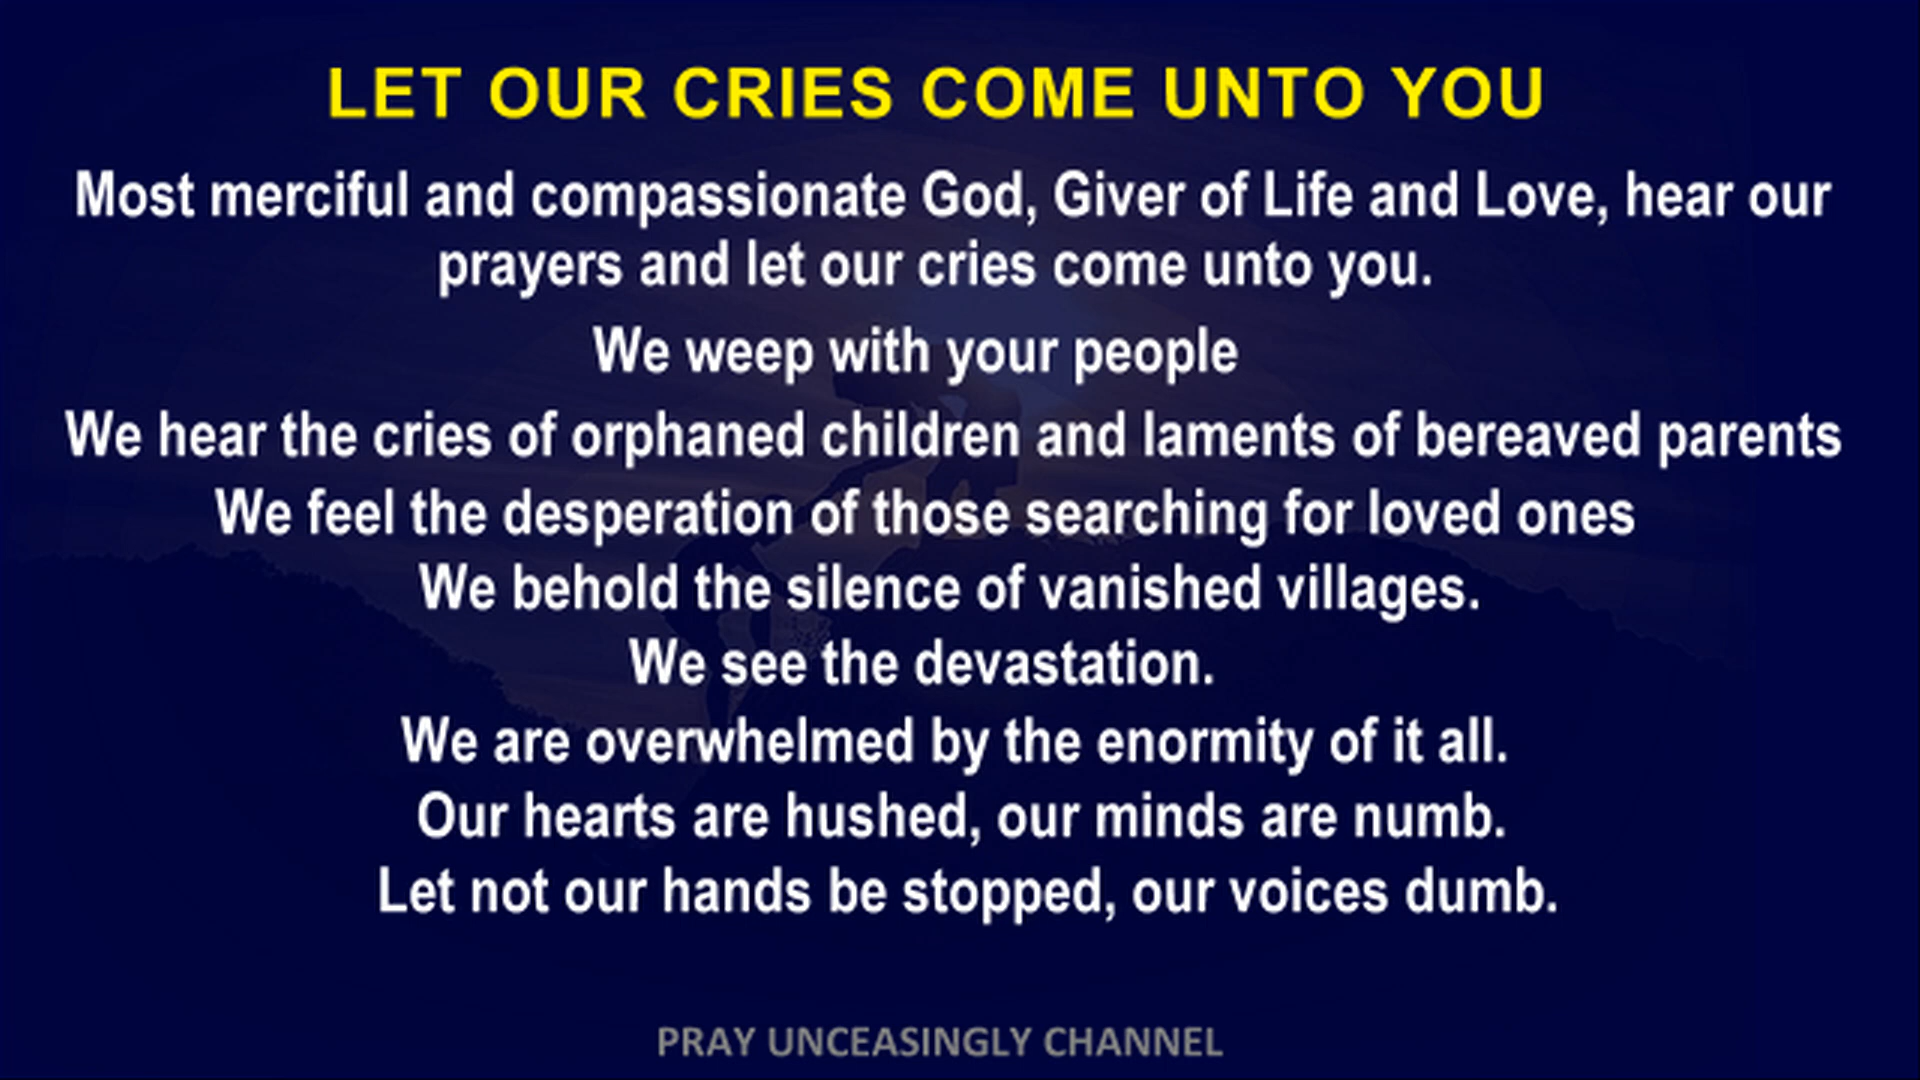 LET OUR CRIES COME UNTO YOU
Most merciful and compassionate God, Giver of Life and Love, hear our
prayers and let our cries come unto you.
We weep with your people
We hear the cries of orphaned children and laments of bereaved parents
We feel the desperation of those searching for loved ones
We behold the silence of vanished villages.
We see the devastation.
We are overwhelmed by the enormity of it all.
Our hearts are hushed, our minds are numb.
Let not our hands be stopped, our voices dumb.
PRAY UNCEASINGLY CHANNEL